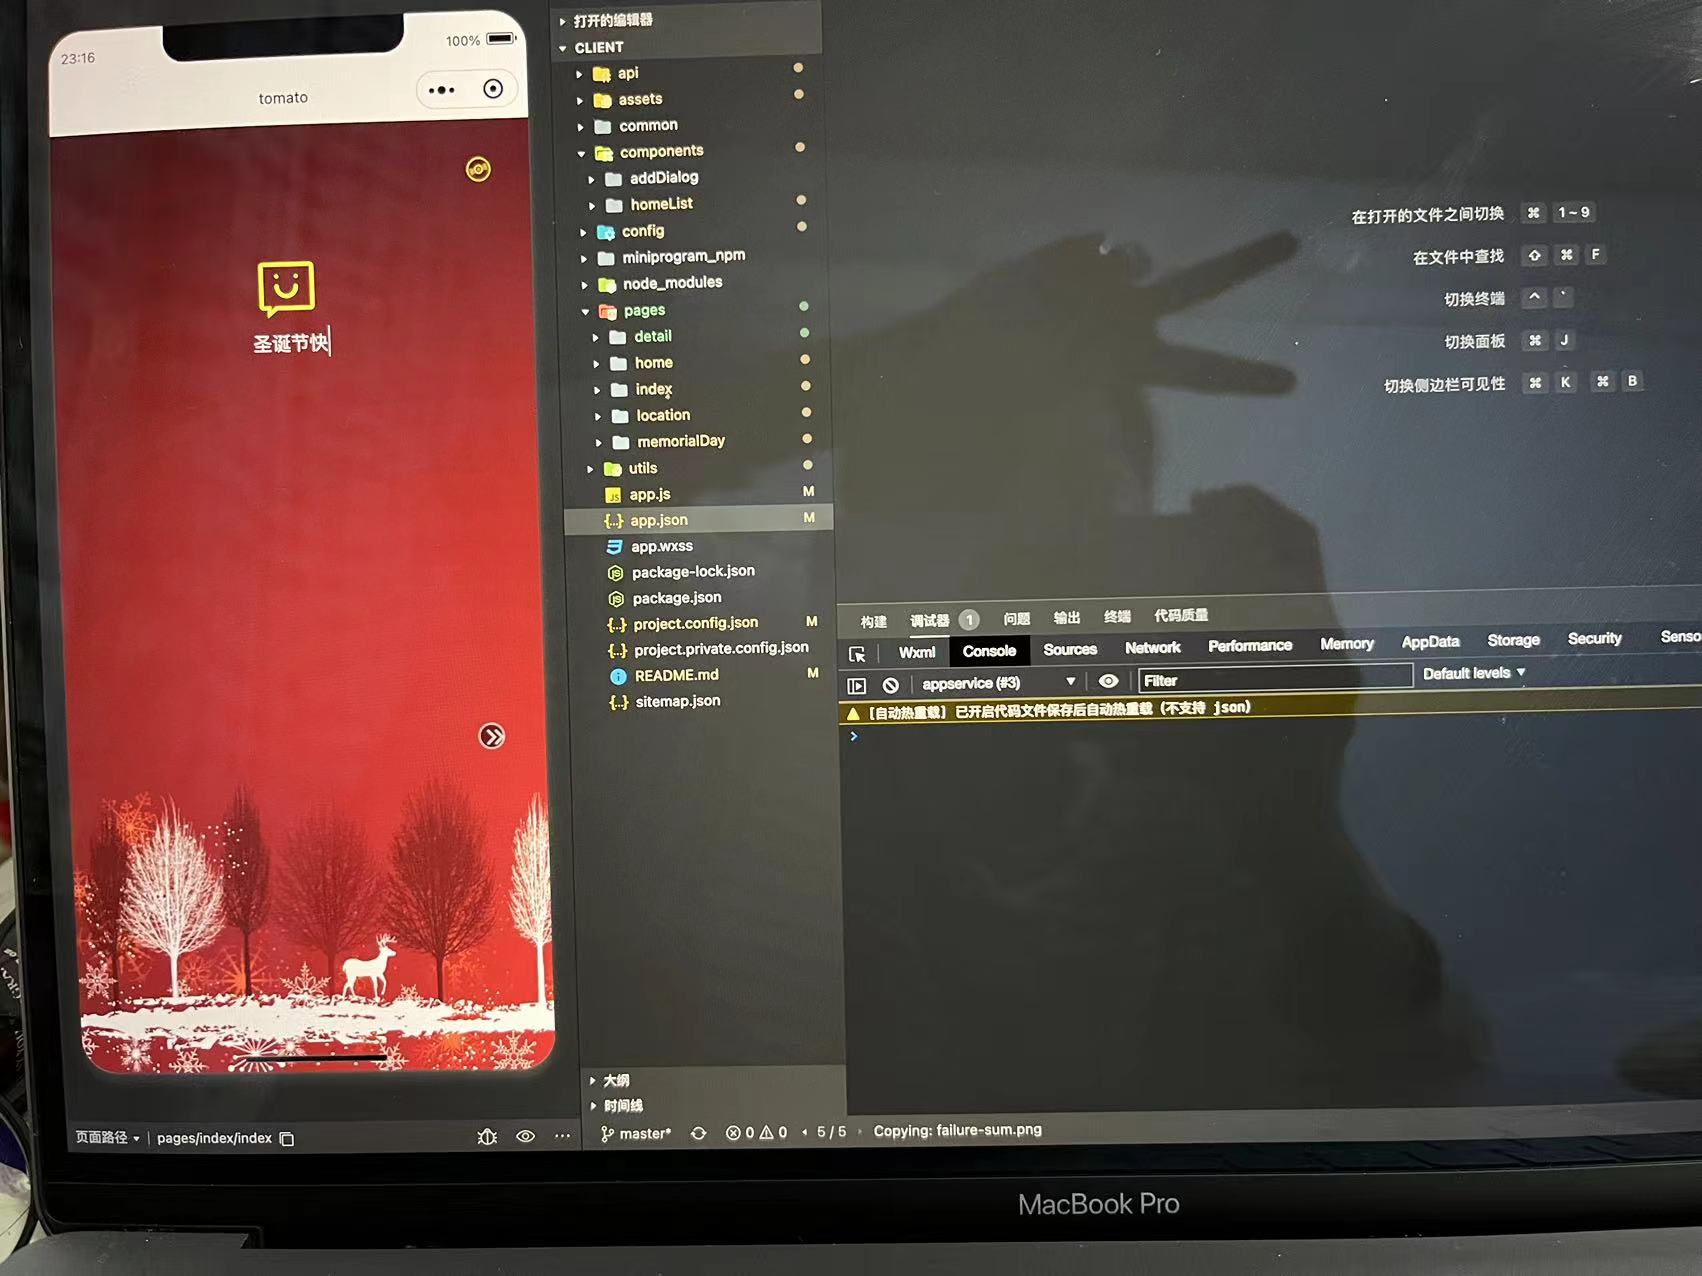 23:16
100%
tomato
圣诞节快
页面路径
pages/index/index
打开的编辑器
CLIENT
api
assets
common
components
addDialog
homeList
config
miniprogram_npm
node_modules
pages
detail
home
index
location
memorialDay
utils
JS app.js M
{..} app.json M
app.wxss
package-lock.json
package.json
{..} project.config.json M
{..} project.private.config.json
README.md M
{..} sitemap.json
大纲
时间线
master* 0 0 5 / 5 Copying: failure-sum.png
在打开的文件之间切换 ⌘ 1 ~ 9
在文件中查找 ⇧ ⌘ F
切换终端 ^ `
切换面板 ⌘ J
切换侧边栏可见性 ⌘ K ⌘ B
构建 调试器 1 问题 输出 终端 代码质量
Wxml Console Sources Network Performance Memory AppData Storage Security Senso
appservice (#3) Filter Default levels
[自动热重载] 已开启代码文件保存后自动热重载（不支持 json）
MacBook Pro